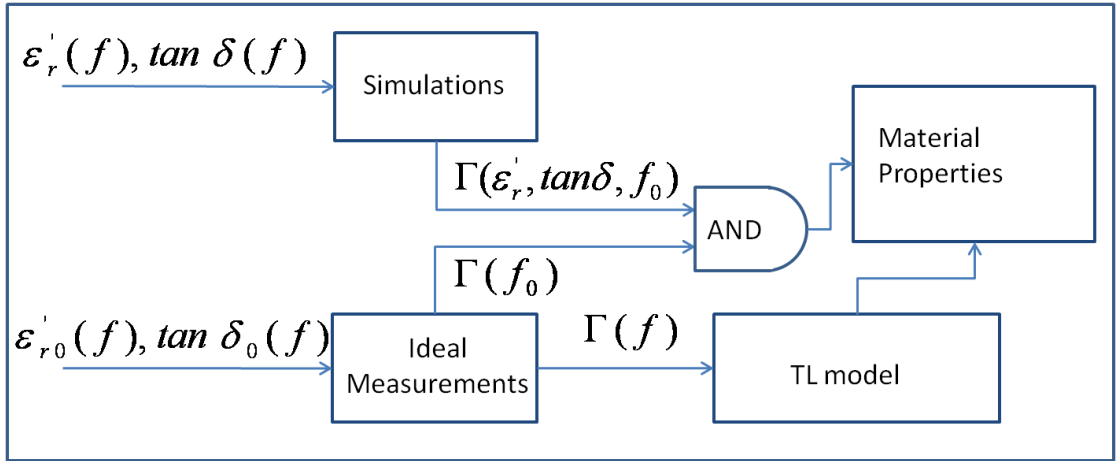 ε'r(f), tan δ(f)
Simulations
Γ(ε'r, tanδ, f0)
AND
Material
Properties
Γ(f0)
ε'r0(f), tan δ0(f)
Ideal
Measurements
Γ(f)
TL model